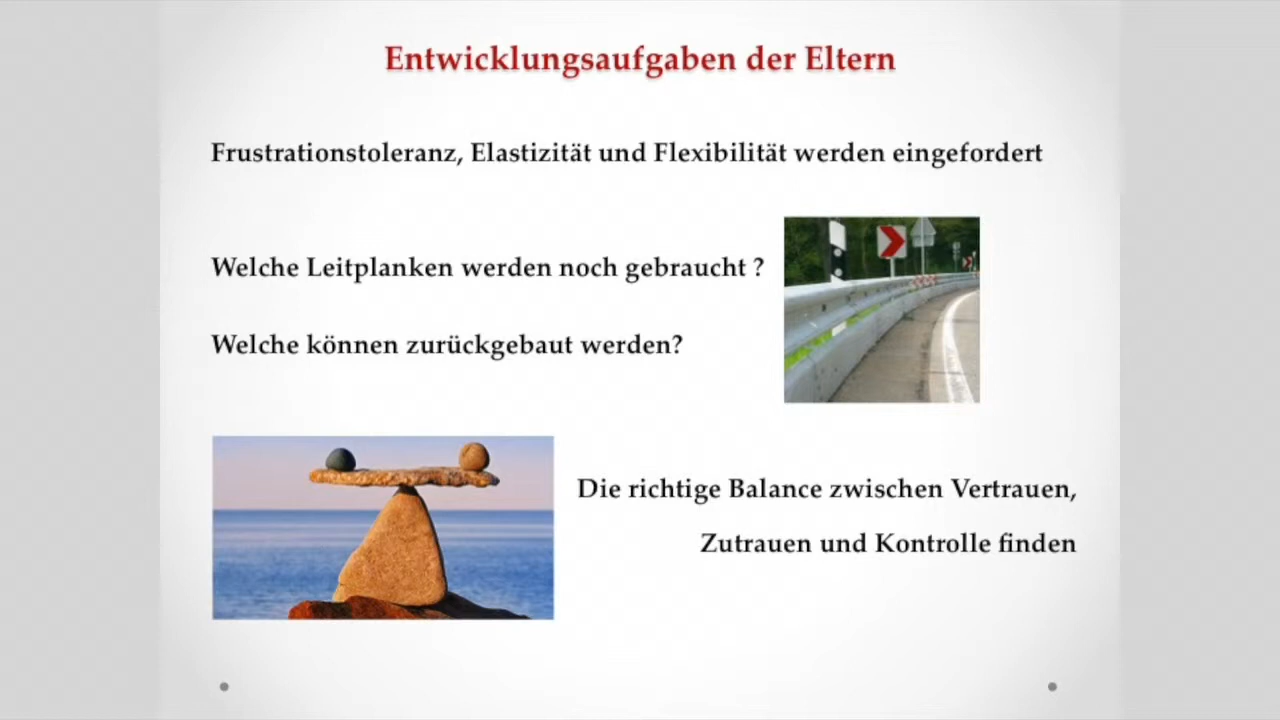 Entwicklungsaufgaben der Eltern
Frustrationstoleranz, Elastizität und Flexibilität werden eingefordert
Welche Leitplanken werden noch gebraucht ?
Welche können zurückgebaut werden?
Die richtige Balance zwischen Vertrauen,
Zutrauen und Kontrolle finden